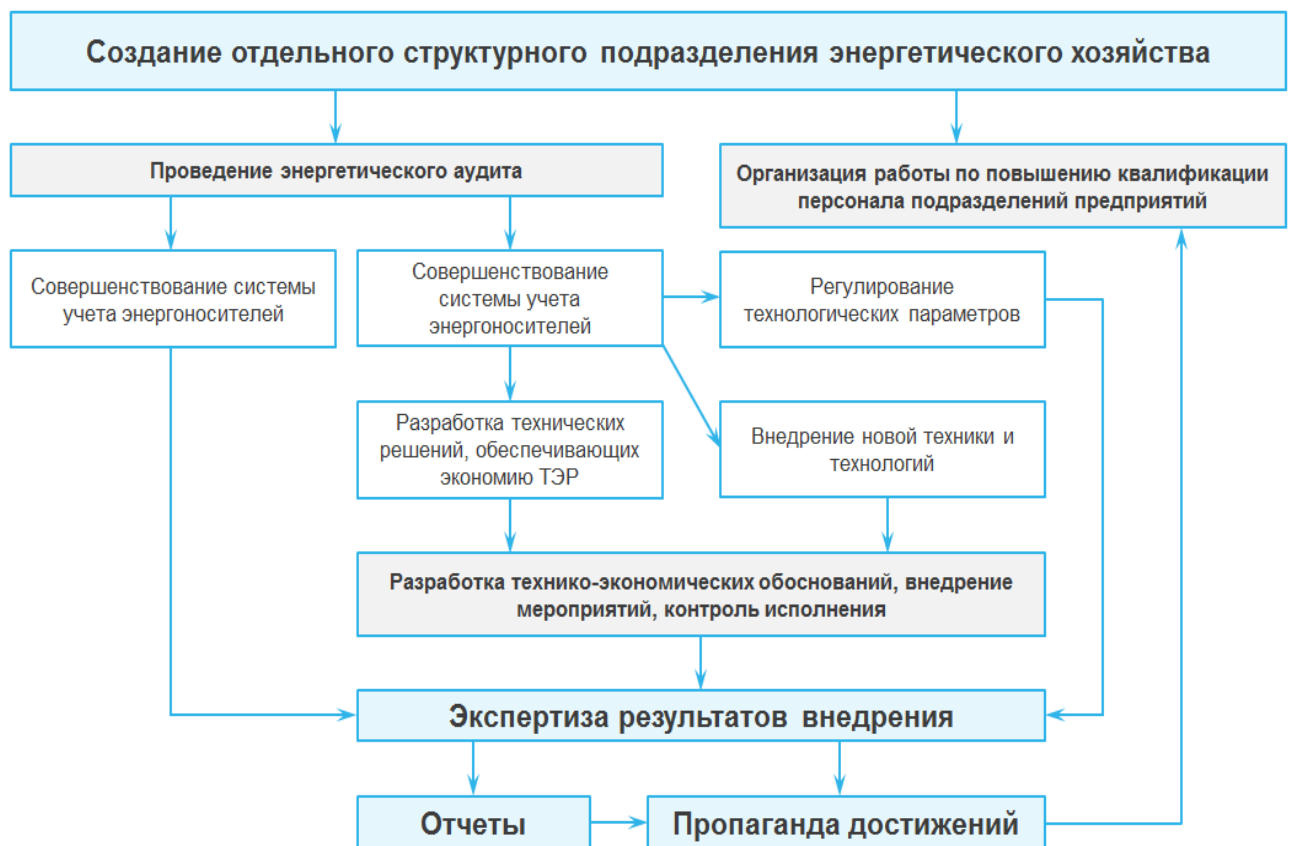 Создание отдельного структурного подразделения энергетического хозяйства
Проведение энергетического аудита
Организация работы по повышению квалификации
персонала подразделений предприятий
Совершенствование системы
учета энергоносителей
Совершенствование
системы учета
энергоносителей
Регулирование
технологических параметров
Разработка технических
решений, обеспечивающих
экономию ТЭР
Внедрение новой техники и
технологий
Разработка технико-экономических обоснований, внедрение
мероприятий, контроль исполнения
Экспертиза результатов внедрения
Отчеты
Пропаганда достижений